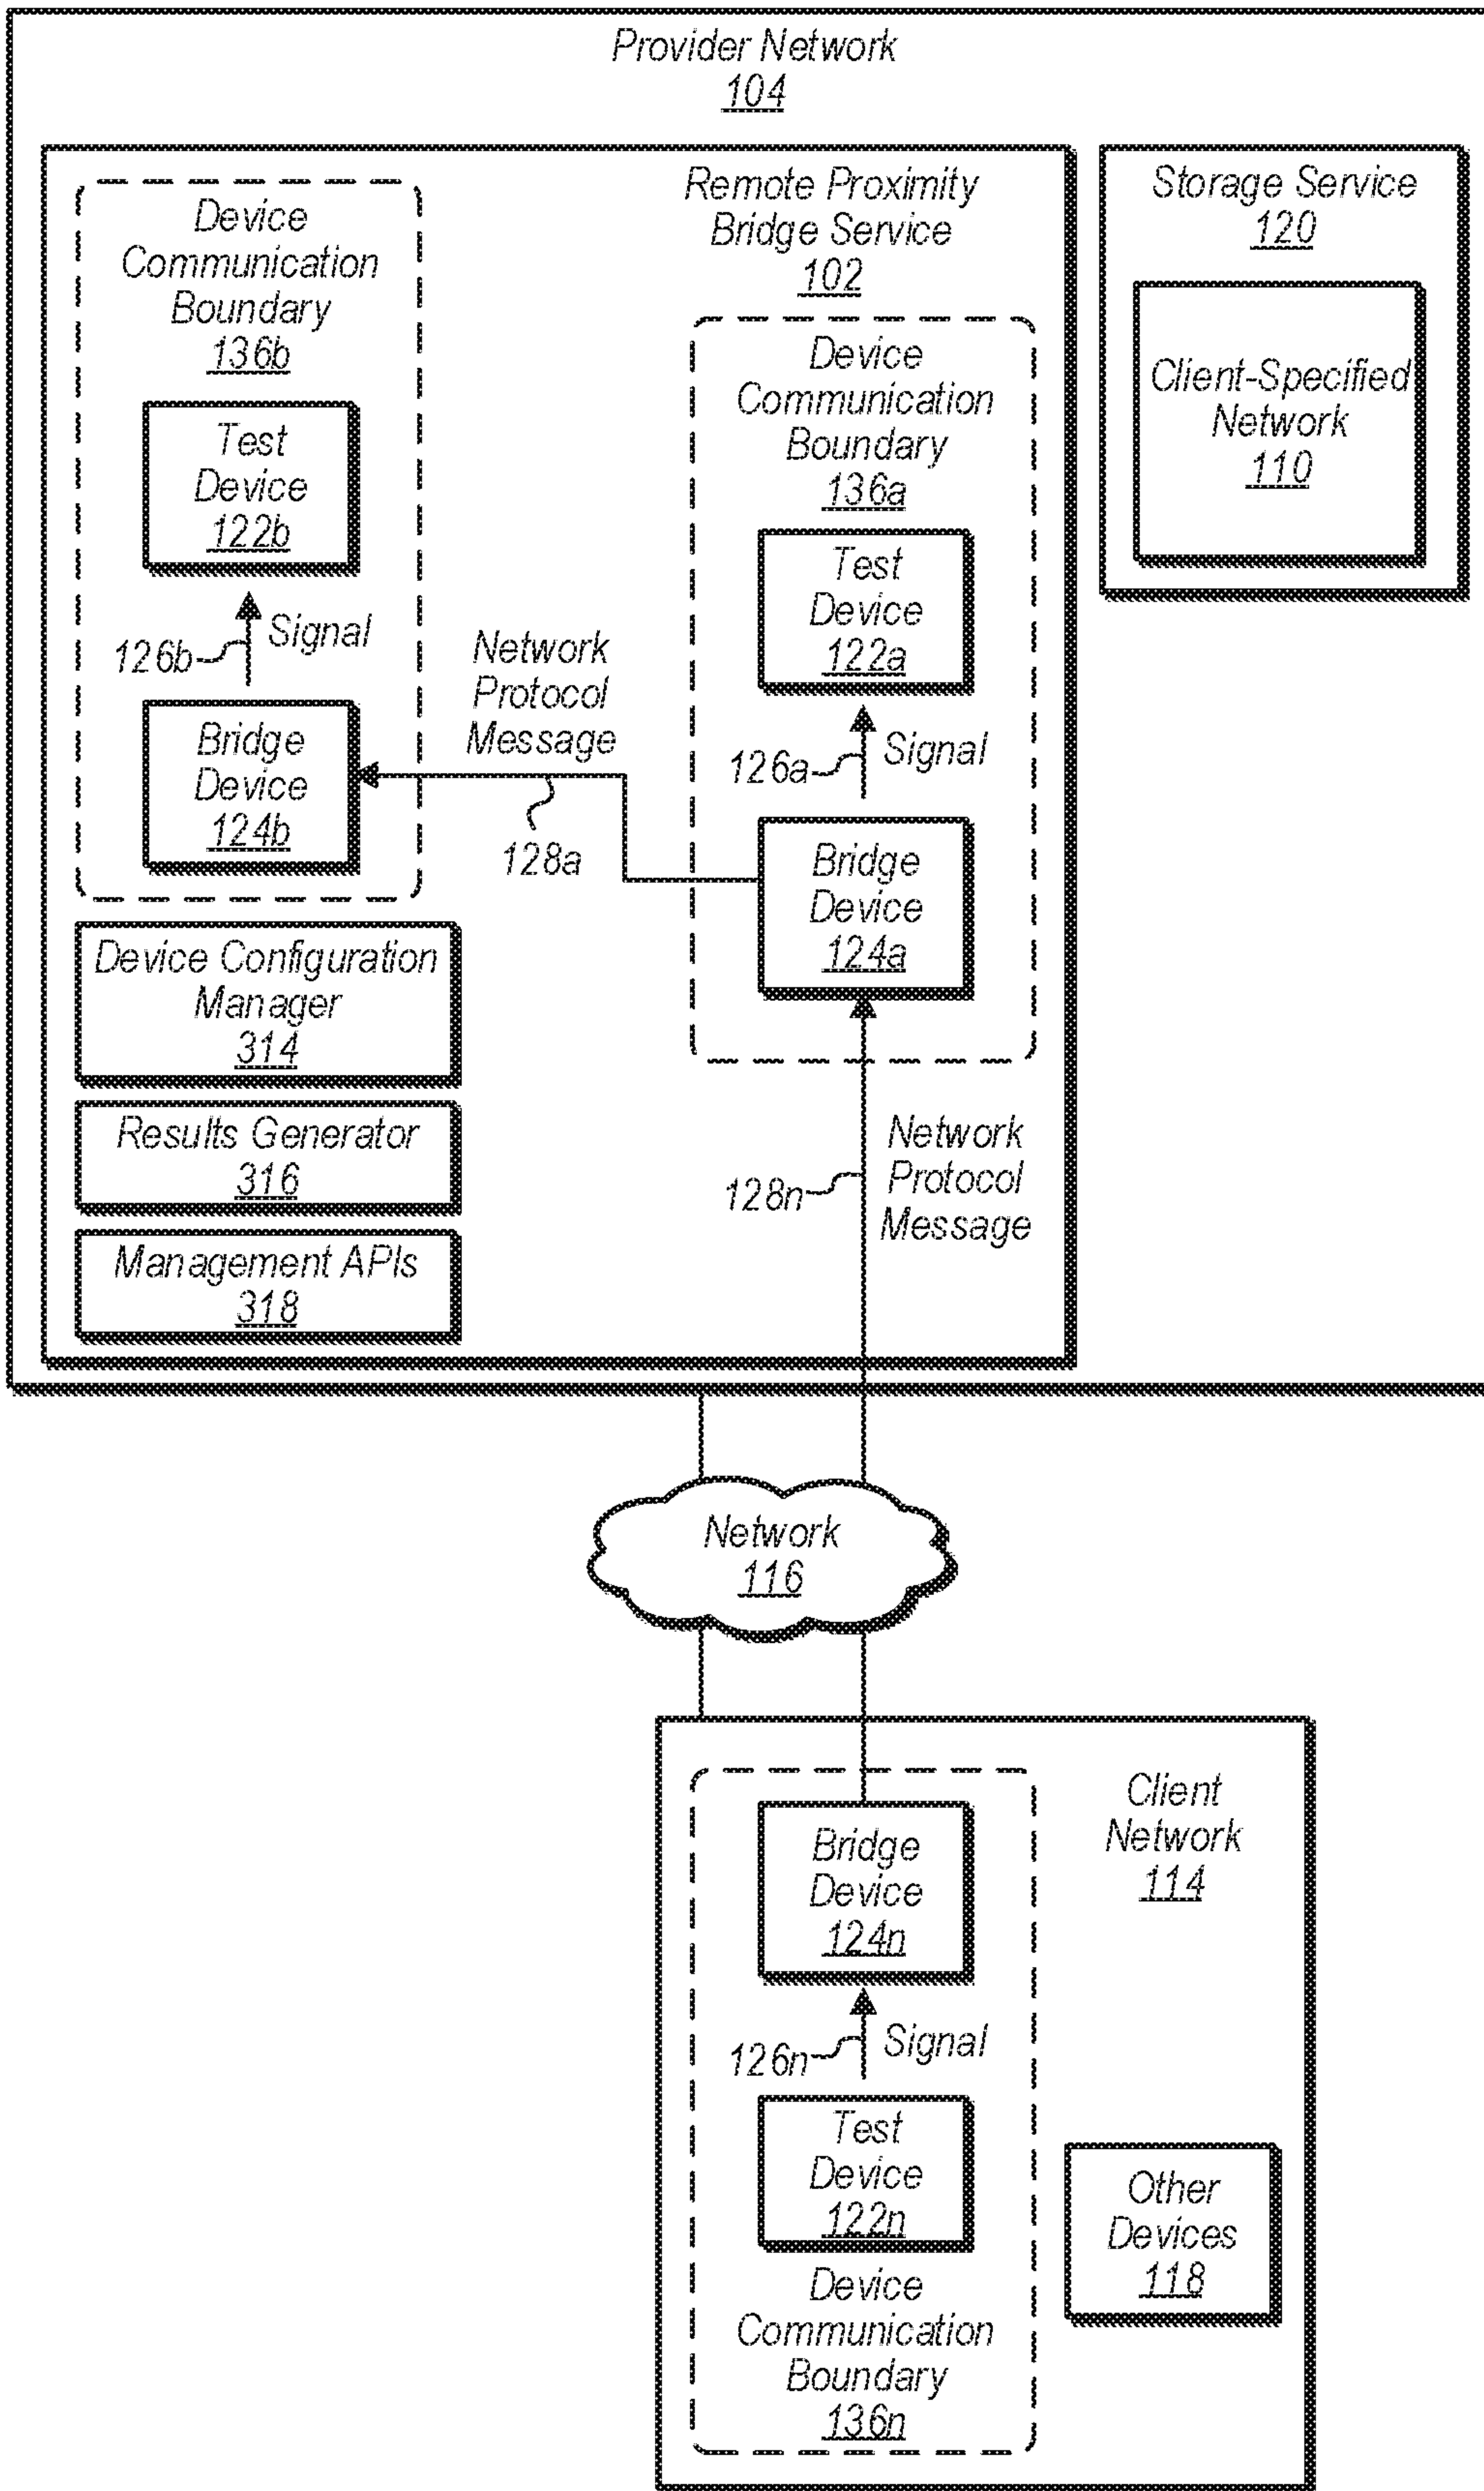 Provider Network
104
Remote Proximity
Bridge Service
102
Storage Service
120
Client-Specified
Network
110
Device
Communication
Boundary
136b
Test
Device
122b
126b
Signal
Bridge
Device
124b
Network
Protocol
Message
128a
Device
Communication
Boundary
136a
Test
Device
122a
126a
Signal
Bridge
Device
124a
Device Configuration
Manager
314
Results Generator
316
Management APIs
318
128n
Network
Protocol
Message
Network
116
Client
Network
114
Bridge
Device
124n
126n
Signal
Test
Device
122n
Device
Communication
Boundary
136n
Other
Devices
118